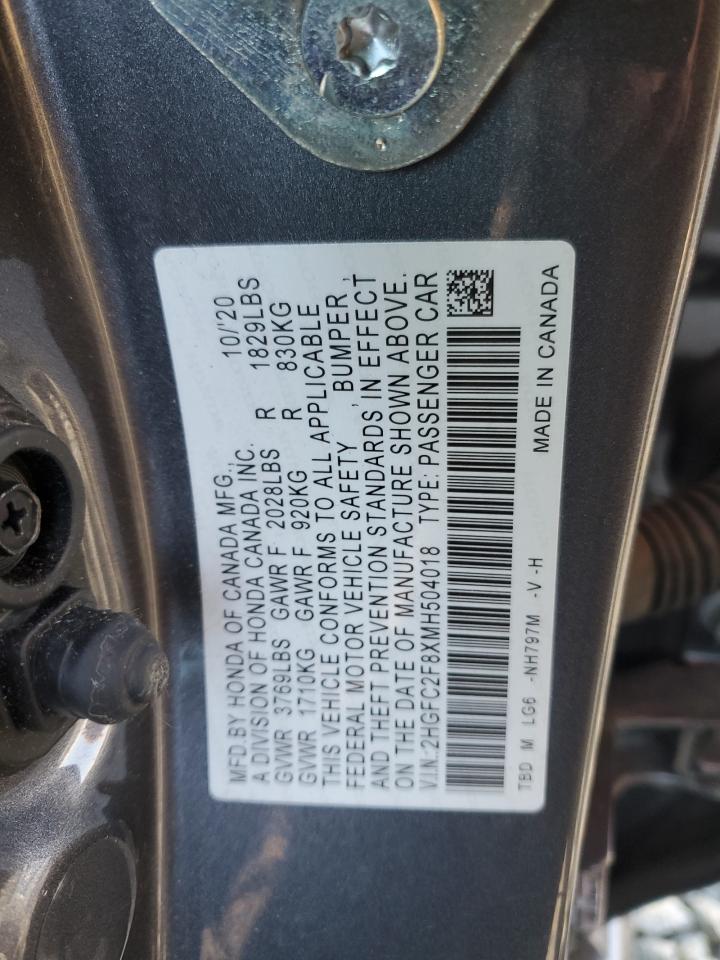 MFD.BY HONDA OF CANADA MFG., 10/'20
A DIVISION OF HONDA CANADA INC.
GVWR 3769LBS GAWR F 2028LBS R 1829LBS
GVWR 1710KG GAWR F 920KG R 830KG
THIS VEHICLE CONFORMS TO ALL APPLICABLE
FEDERAL MOTOR VEHICLE SAFETY, BUMPER,
AND THEFT PREVENTION STANDARDS IN EFFECT
ON THE DATE OF MANUFACTURE SHOWN ABOVE.
V.I.N.:2HGFC2F8XMH504018 TYPE: PASSENGER CAR
TBD M LG6 -NH797M -V -H MADE IN CANADA